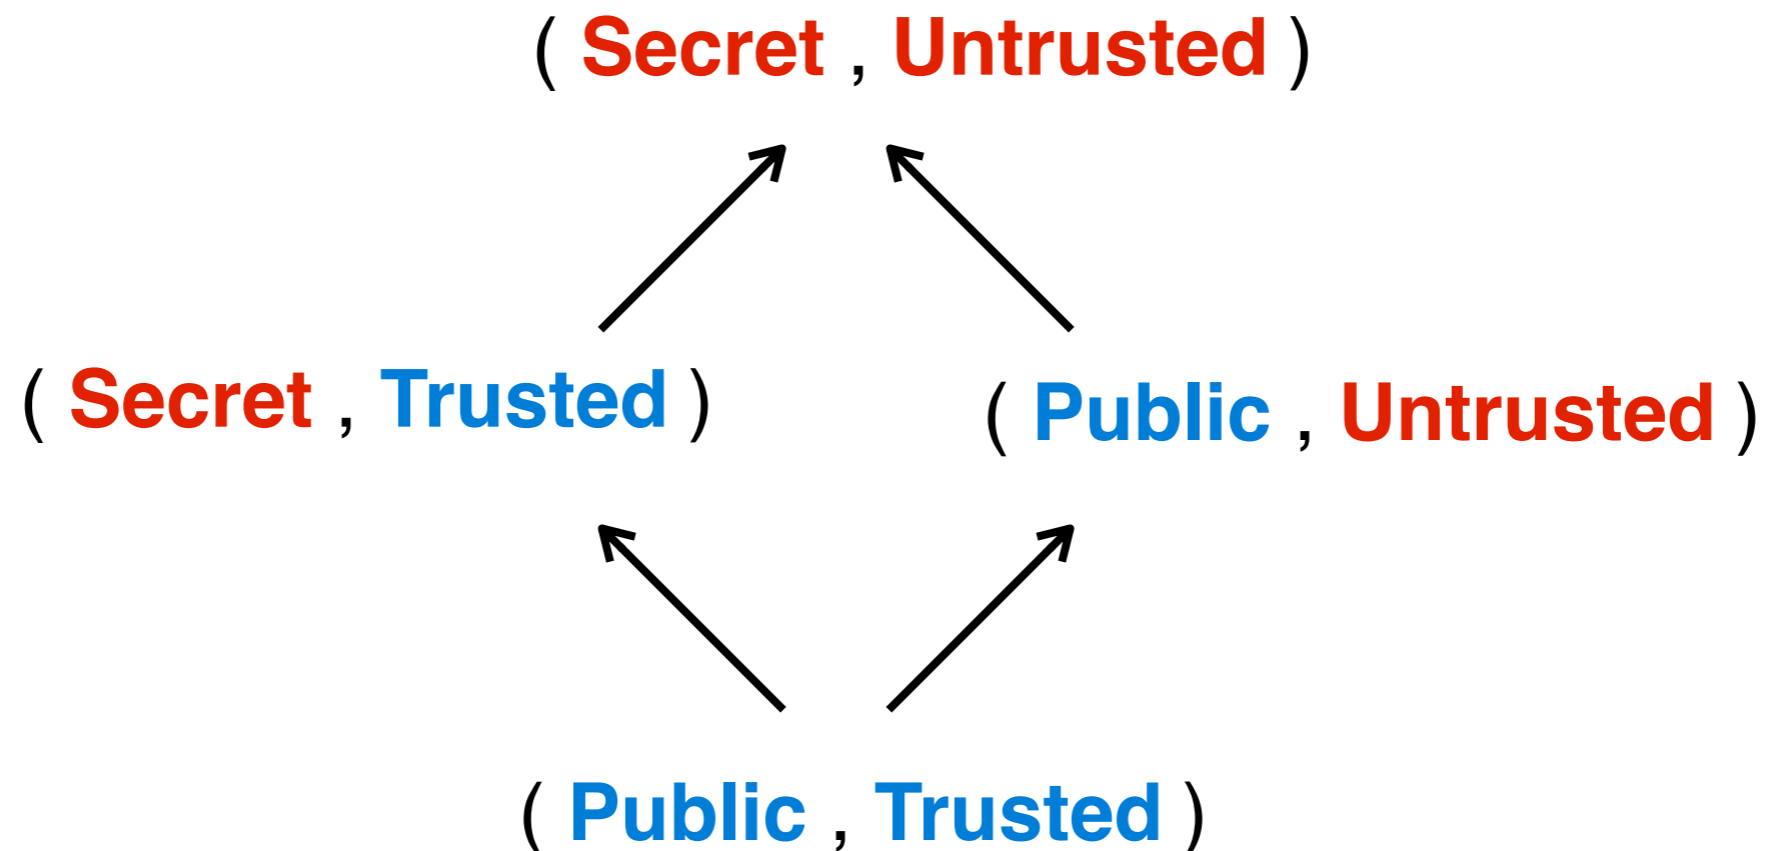 ( Secret , Untrusted )
( Secret , Trusted )
( Public , Untrusted )
( Public , Trusted )